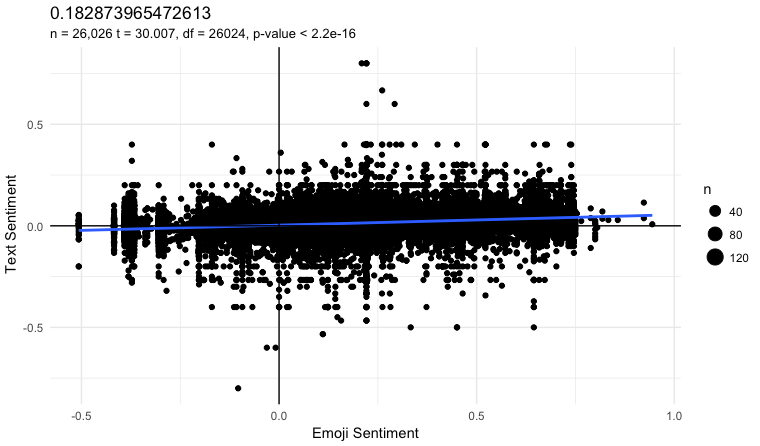 0.182873965472613
n = 26,026 t = 30.007, df = 26024, p-value < 2.2e-16
Text Sentiment
0.5
0.0
-0.5
-0.5
0.0
0.5
1.0
Emoji Sentiment
n
40
80
120